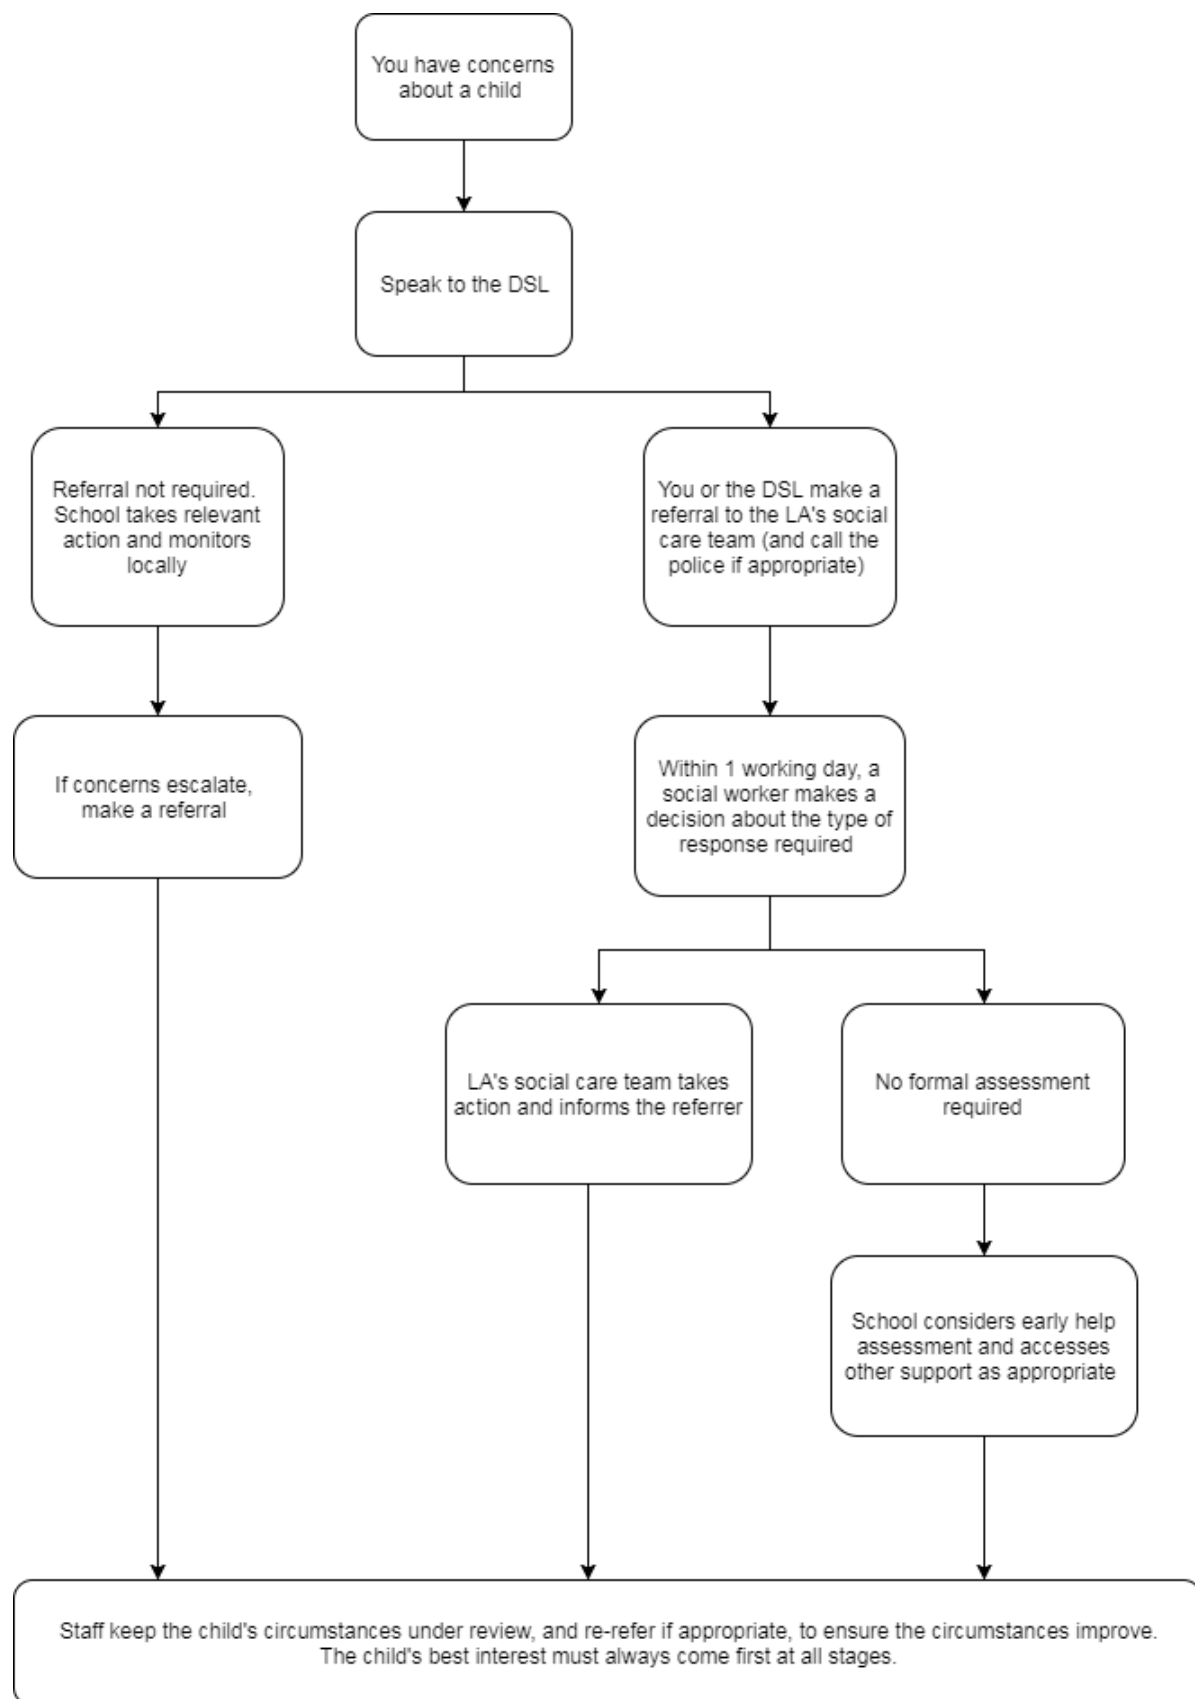 You have concerns
about a child
Speak to the DSL
Referral not required.
School takes relevant
action and monitors
locally
You or the DSL make a
referral to the LA's social
care team (and call the
police if appropriate)
If concerns escalate,
make a referral
Within 1 working day, a
social worker makes a
decision about the type of
response required
LA's social care team takes
action and informs the referrer
No formal assessment
required
School considers early help
assessment and accesses
other support as appropriate
Staff keep the child's circumstances under review, and re-refer if appropriate, to ensure the circumstances improve.
The child's best interest must always come first at all stages.